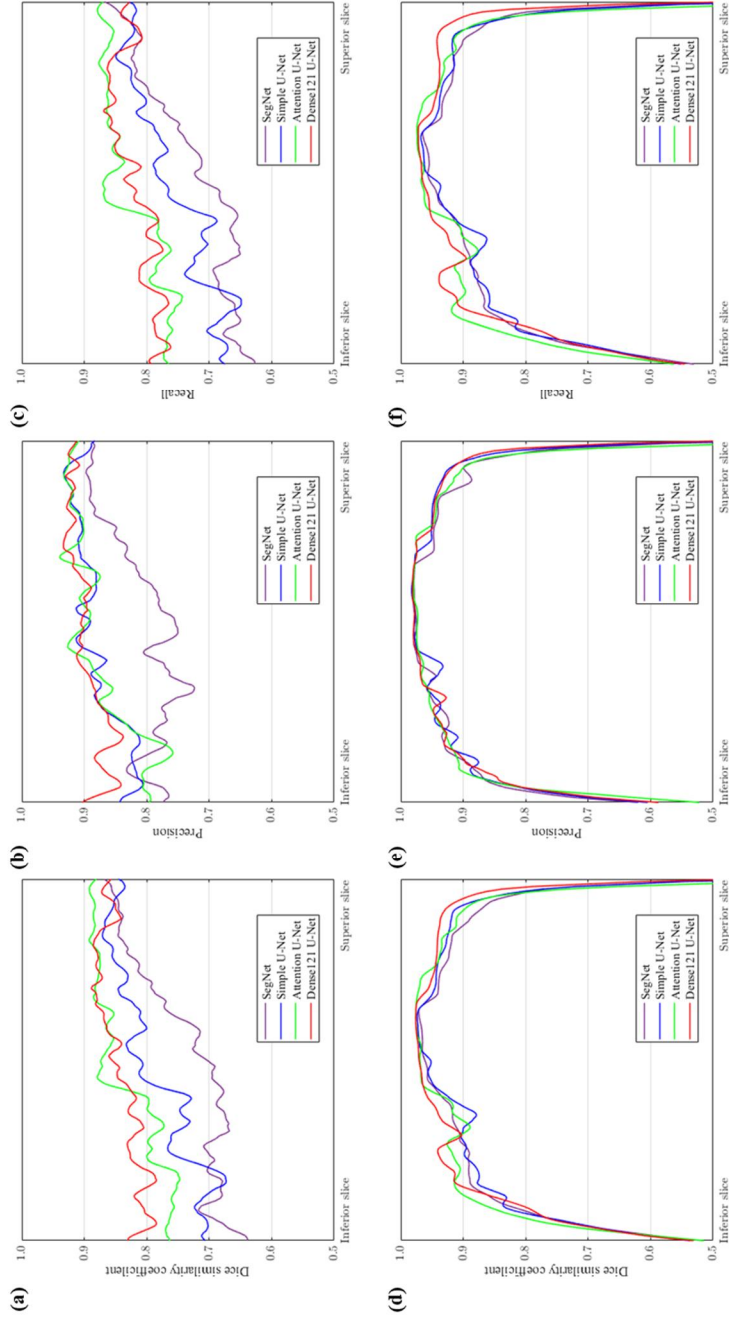 (a)
Dice similarity coefficient
1.0
0.9
0.8
0.7
0.6
0.5
Inferior slice
Superior slice
SegNet
Simple U-Net
Attention U-Net
Dense121 U-Net
(b)
Precision
1.0
0.9
0.8
0.7
0.6
0.5
Inferior slice
Superior slice
SegNet
Simple U-Net
Attention U-Net
Dense121 U-Net
(c)
Recall
1.0
0.9
0.8
0.7
0.6
0.5
Inferior slice
Superior slice
SegNet
Simple U-Net
Attention U-Net
Dense121 U-Net
(d)
Dice similarity coefficient
1.0
0.9
0.8
0.7
0.6
0.5
Inferior slice
Superior slice
SegNet
Simple U-Net
Attention U-Net
Dense121 U-Net
(e)
Precision
1.0
0.9
0.8
0.7
0.6
0.5
Inferior slice
Superior slice
SegNet
Simple U-Net
Attention U-Net
Dense121 U-Net
(f)
Recall
1.0
0.9
0.8
0.7
0.6
0.5
Inferior slice
Superior slice
SegNet
Simple U-Net
Attention U-Net
Dense121 U-Net